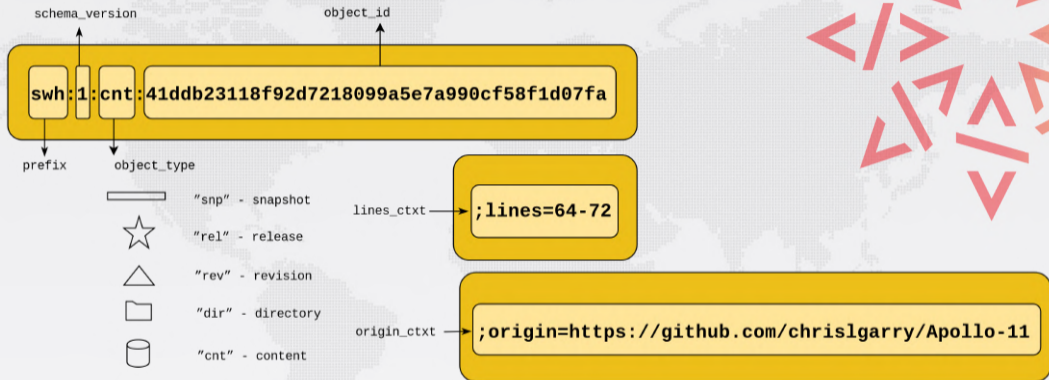 schema_version
object_id
swh:1:cnt:41ddb23118f92d7218099a5e7a990cf58f1d07fa
prefix
object_type
"snp" - snapshot
"rel" - release
"rev" - revision
"dir" - directory
"cnt" - content
lines_ctxt
;lines=64-72
origin_ctxt
;origin=https://github.com/chrislgarry/Apollo-11